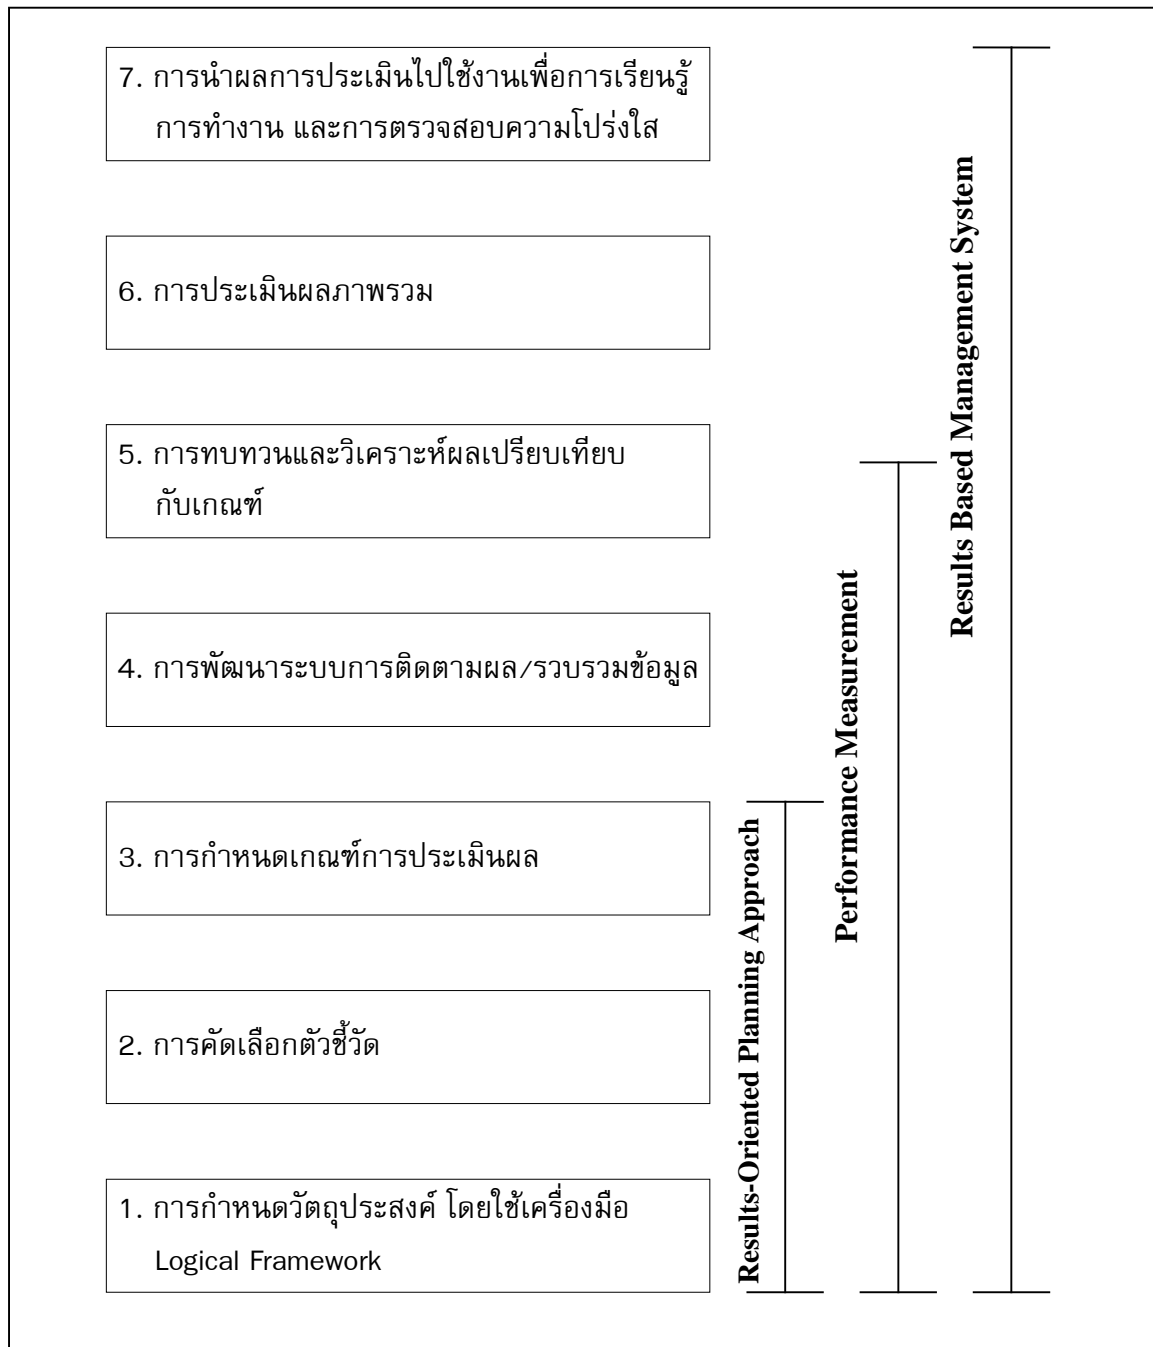 7. การนำผลการประเมินไปใช้งานเพื่อการเรียนรู้
การทำงาน และการตรวจสอบความโปร่งใส
6. การประเมินผลภาพรวม
5. การทบทวนและวิเคราะห์ผลเปรียบเทียบ
กับเกณฑ์
4. การพัฒนาระบบการติดตามผล/รวบรวมข้อมูล
3. การกำหนดเกณฑ์การประเมินผล
2. การคัดเลือกตัวชี้วัด
1. การกำหนดวัตถุประสงค์ โดยใช้เครื่องมือ
Logical Framework
Results-Oriented Planning Approach
Performance Measurement
Results Based Management System